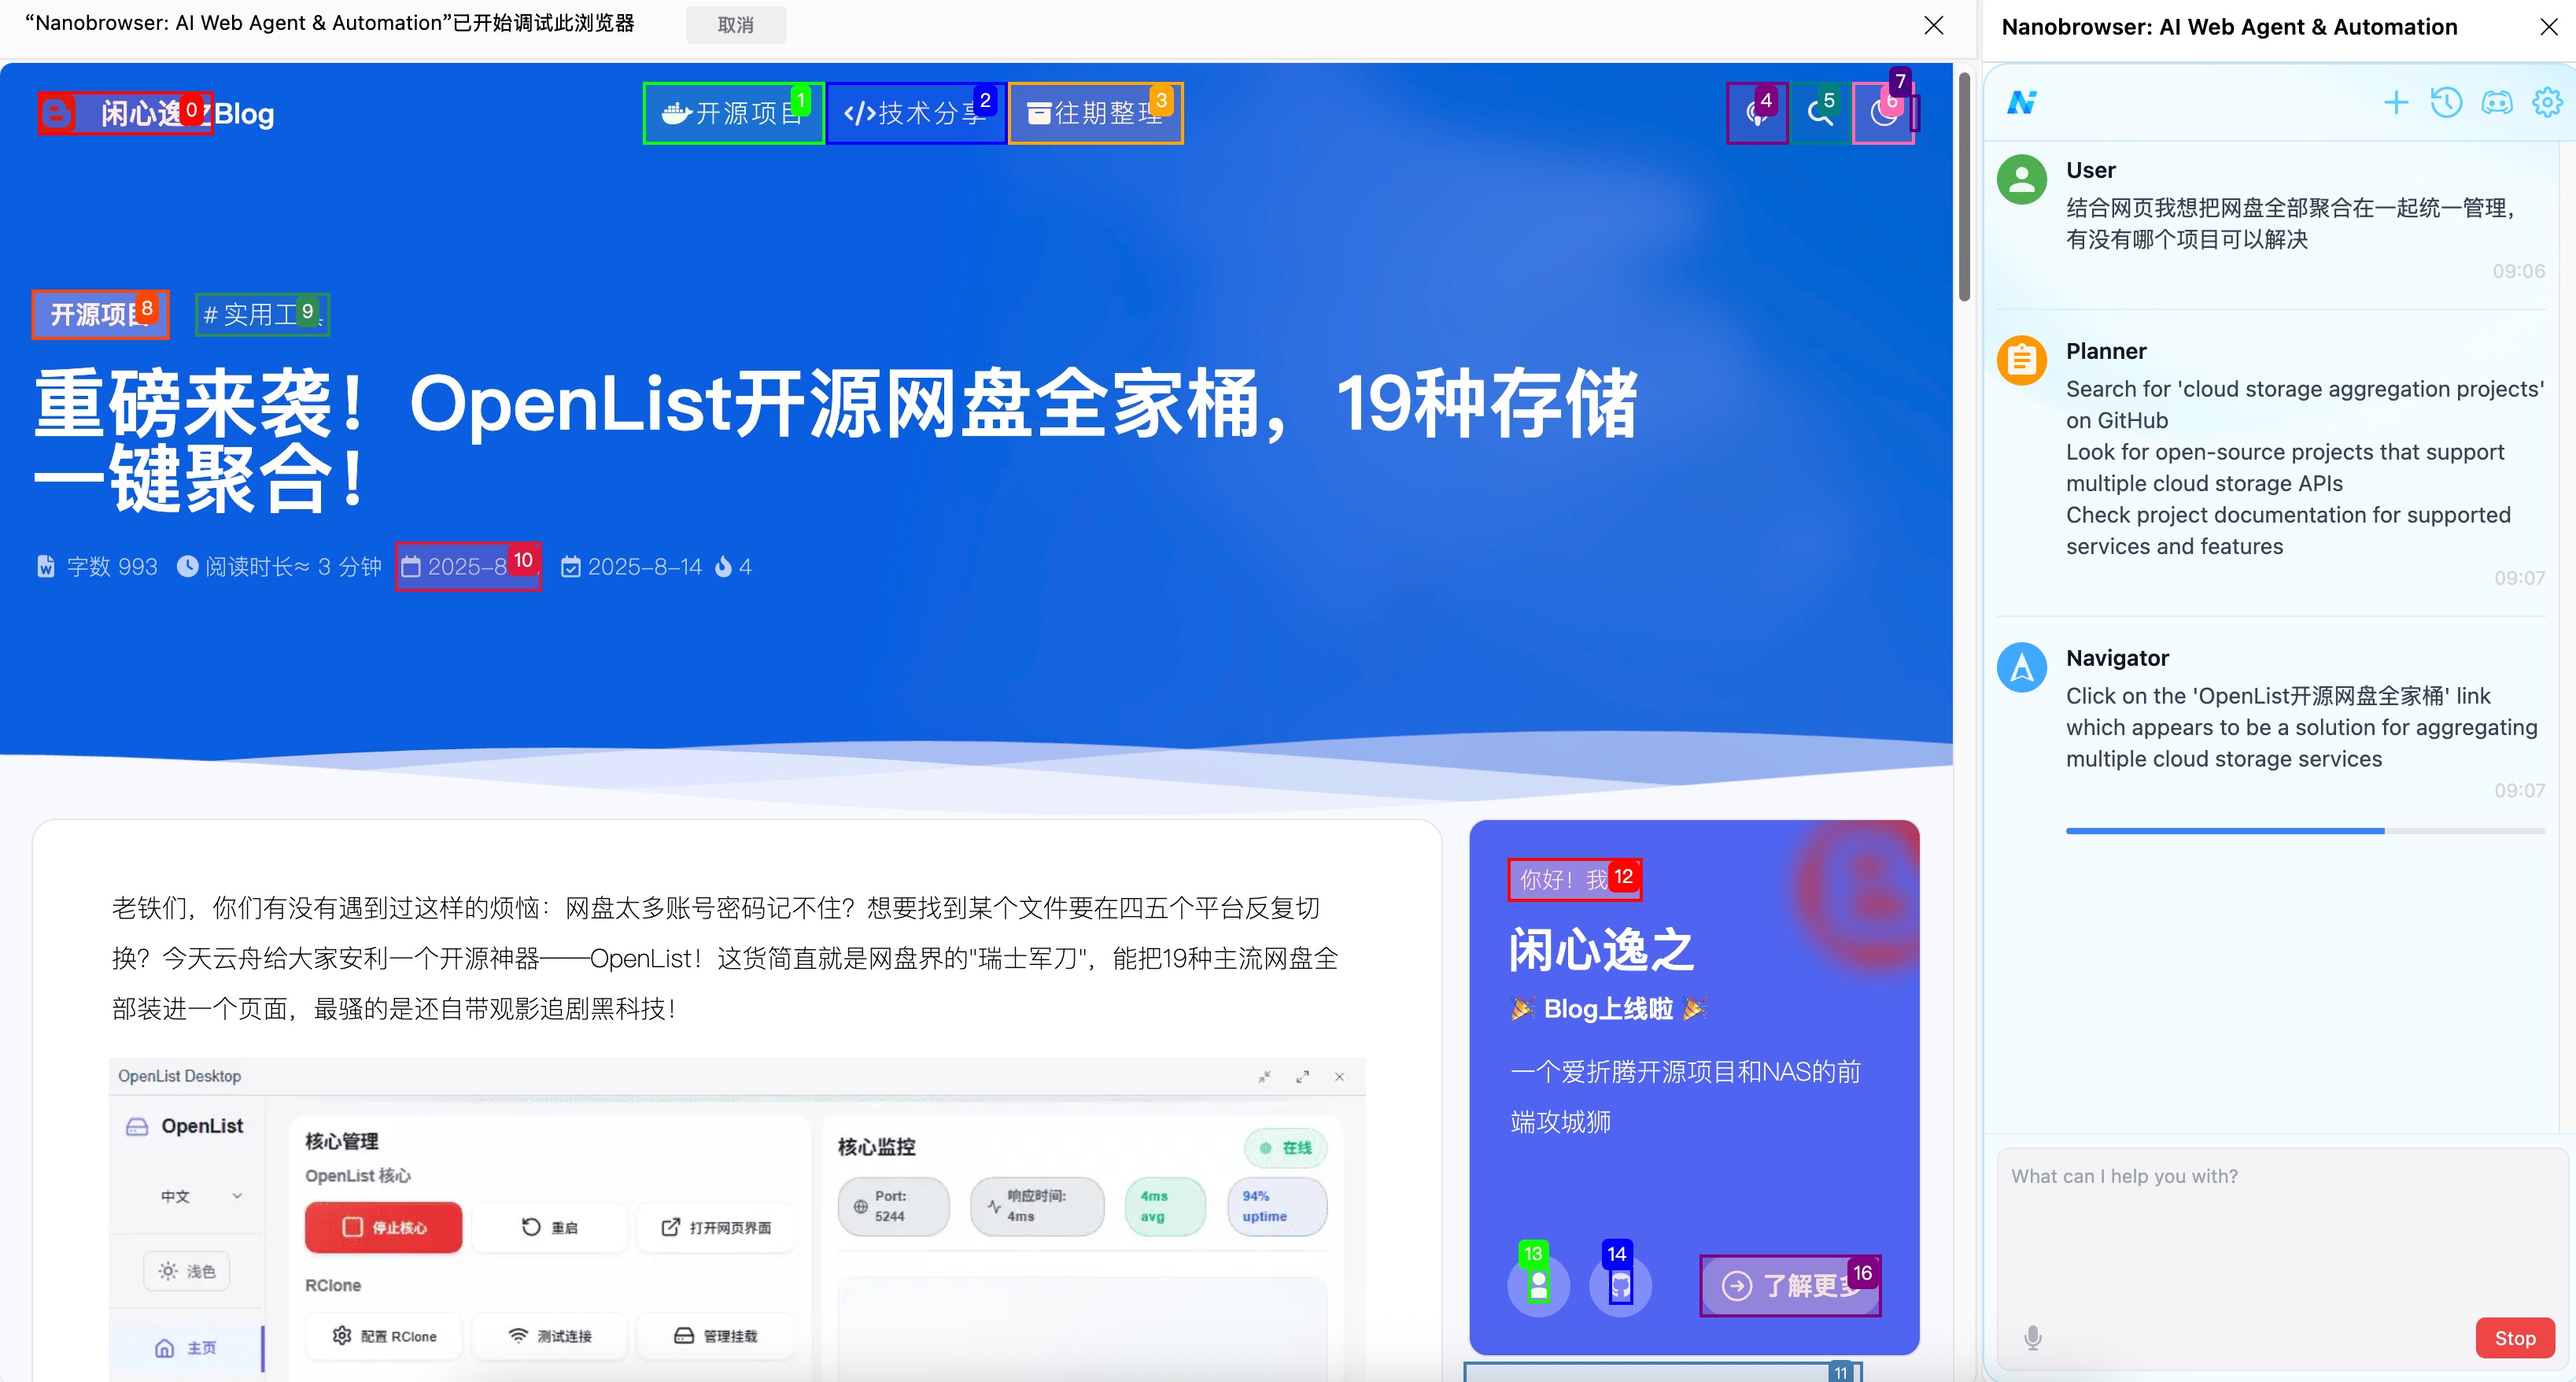 “Nanobrowser: AI Web Agent & Automation”已开始调试此浏览器
取消
闲心逸之Blog
0
开源项目
1
</>技术分享
2
往期整理
3
4
5
6
7
开源项目
8
# 实用工具
9
重磅来袭！OpenList开源网盘全家桶，19种存储
一键聚合！
字数 993
阅读时长≈ 3 分钟
2025-8
10
2025-8-14
4
老铁们，你们有没有遇到过这样的烦恼：网盘太多账号密码记不住？想要找到某个文件要在四五个平台反复切
换？今天云舟给大家安利一个开源神器——OpenList！这货简直就是网盘界的"瑞士军刀"，能把19种主流网盘全
部装进一个页面，最骚的是还自带观影追剧黑科技！
OpenList Desktop
OpenList
中文
浅色
主页
核心管理
OpenList 核心
停止核心
重启
打开网页界面
RClone
配置 RClone
测试连接
管理挂载
核心监控
在线
Port:
5244
响应时间:
4ms
4ms
avg
94%
uptime
你好！我
12
闲心逸之
🎉 Blog上线啦 🎉
一个爱折腾开源项目和NAS的前
端攻城狮
13
14
了解更多
16
11
Nanobrowser: AI Web Agent & Automation
User
结合网页我想把网盘全部聚合在一起统一管理，
有没有哪个项目可以解决
09:06
Planner
Search for 'cloud storage aggregation projects'
on GitHub
Look for open-source projects that support
multiple cloud storage APIs
Check project documentation for supported
services and features
09:07
Navigator
Click on the 'OpenList开源网盘全家桶' link
which appears to be a solution for aggregating
multiple cloud storage services
09:07
What can I help you with?
Stop